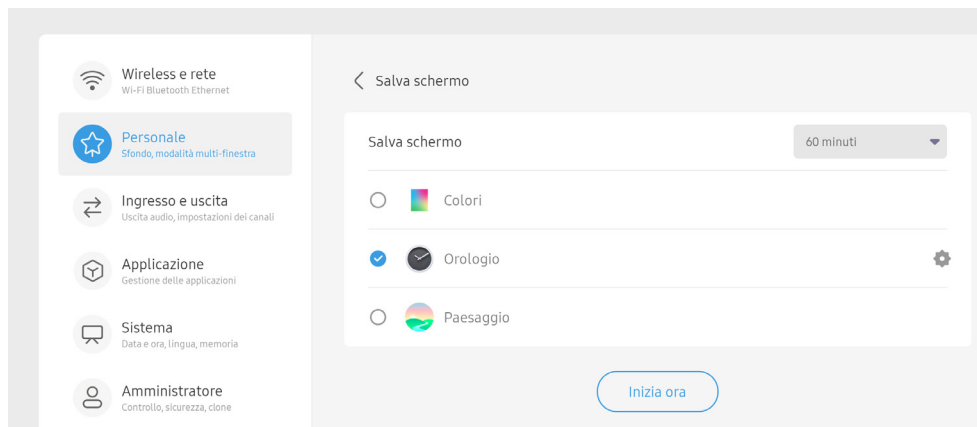 Wireless e rete
Wi-Fi Bluetooth Ethernet
Personale
Sfondo, modalità multi-finestra
Ingresso e uscita
Uscita audio, impostazioni dei canali
Applicazione
Gestione delle applicazioni
Sistema
Data e ora, lingua, memoria
Amministratore
Controllo, sicurezza, clone
Salva schermo
Salva schermo
60 minuti
Colori
Orologio
Paesaggio
Inizia ora